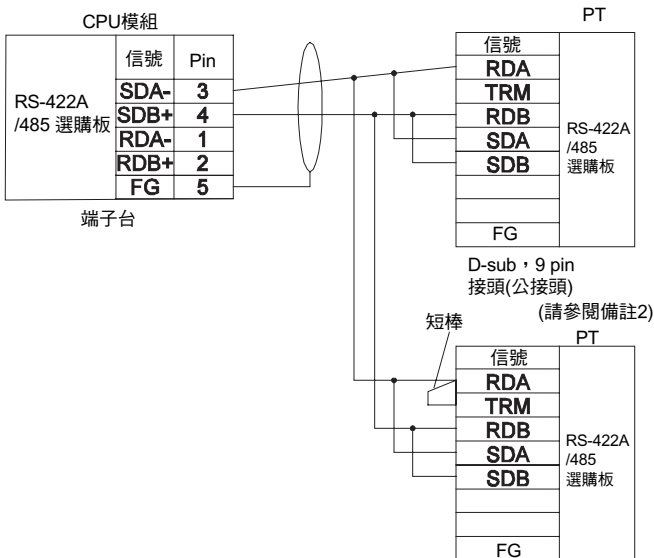 CPU模組
信號 Pin
SDA- 3
SDB+ 4
RDA- 1
RDB+ 2
FG 5
RS-422A
/485 選購板
端子台
PT
信號
RDA
TRM
RDB
SDA
SDB
FG
RS-422A
/485
選購板
D-sub，9 pin
接頭(公接頭)
(請參閱備註2)
短棒
PT
信號
RDA
TRM
RDB
SDA
SDB
FG
RS-422A
/485
選購板